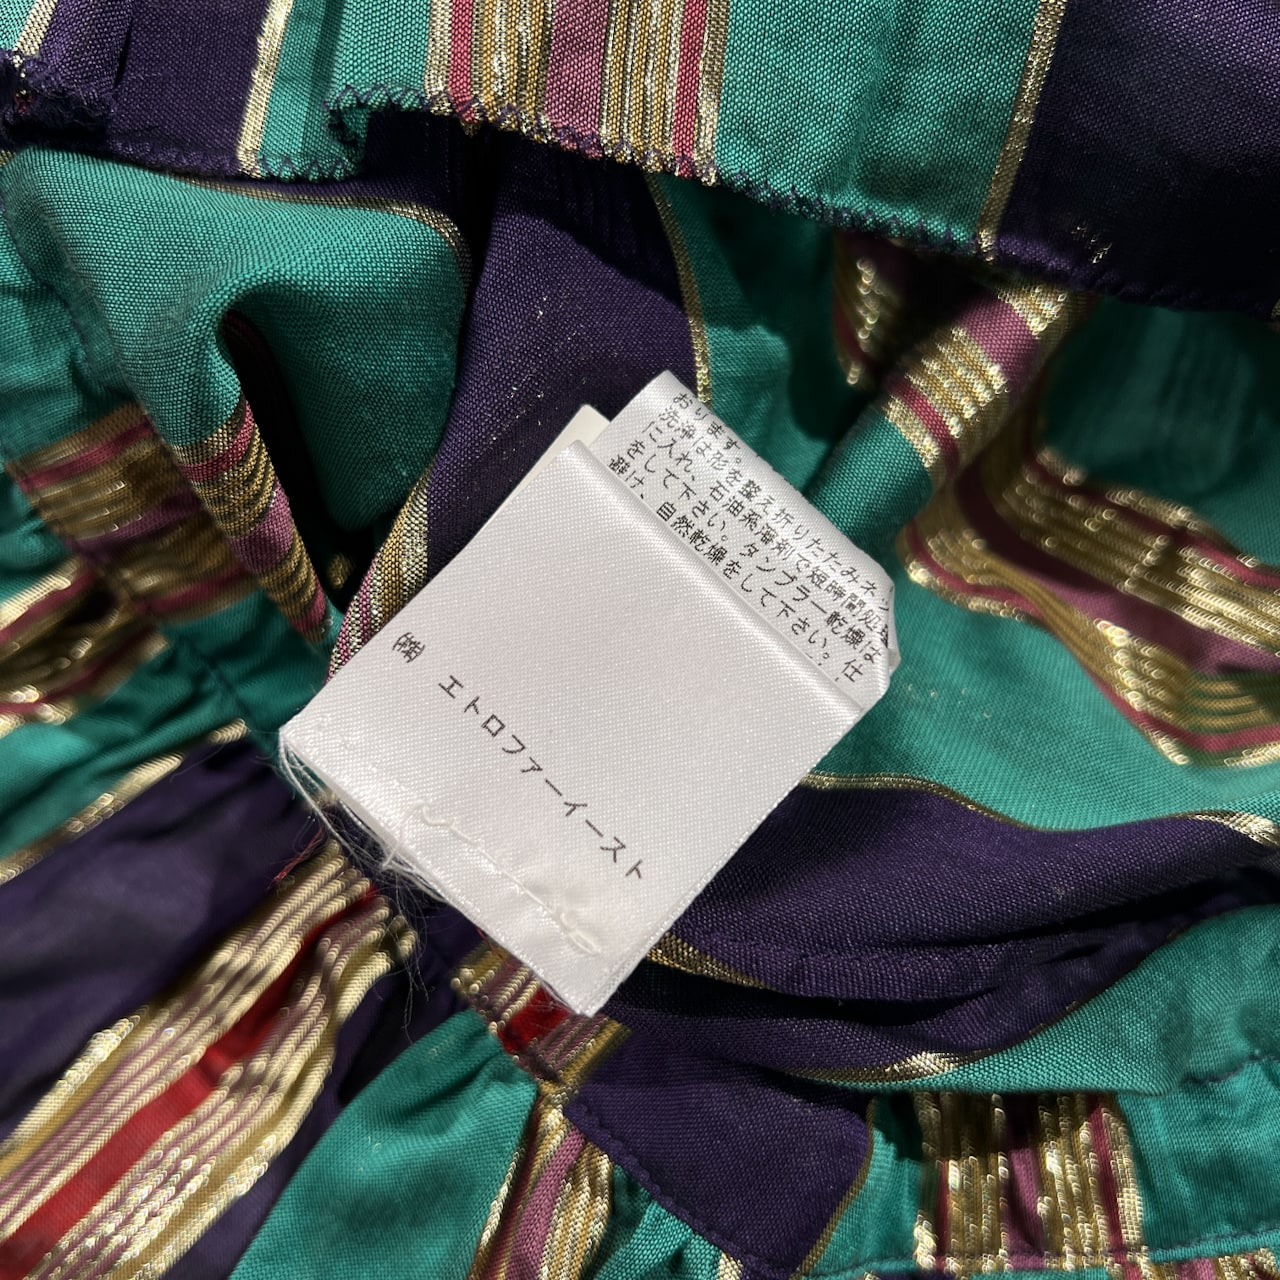 おります。
洗浄は形を整え折りたたみネッ
に入れ、石油系溶剤で短時間処
をして下さい。タンブラー乾燥は
避け、自然乾燥をして下さい。仕
㈱ エトロファーイースト